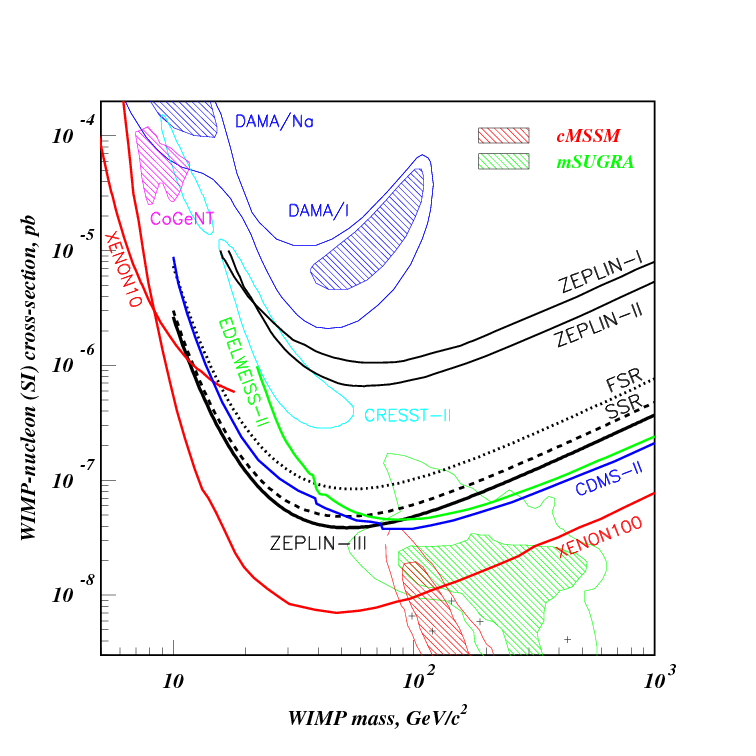 10 -4
10 -5
10 -6
10 -7
10 -8
WIMP-nucleon (SI) cross-section, pb
DAMA/Na
cMSSM
mSUGRA
CoGeNT
DAMA/I
XENON10
ZEPLIN-I
ZEPLIN-II
EDELWEISS-II
FSR
SSR
CRESST-II
CDMS-II
ZEPLIN-III
XENON100
10
10 2
10 3
WIMP mass, GeV/c2